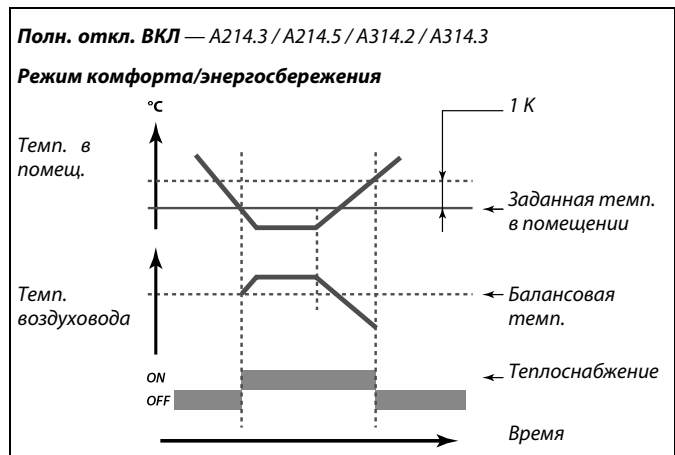 Полн. откл. ВКЛ — A214.3 / A214.5 / A314.2 / A314.3
Режим комфорта/энергосбережения
°C
1 K
Темп. в
помещ.
Заданная темп.
в помещении
Темп.
воздуховода
Балансовая
темп.
Теплоснабжение
ON
OFF
Время